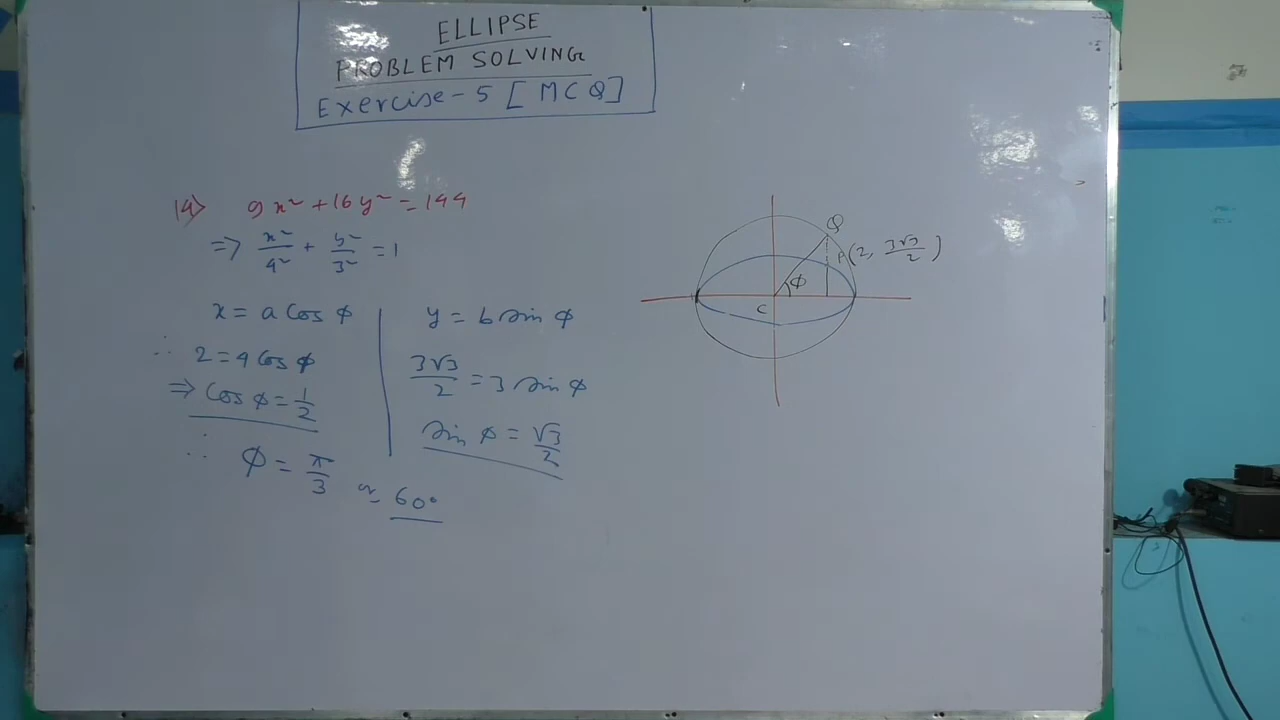 ELLIPSE
PROBLEM SOLVING
Exercise-5 [MCQ]
14> 9x²+16y²=144
=> x²/4² + y²/3² = 1
x = a Cos φ
y = b sin φ
∴ 2 = 4 Cos φ
3√3/2 = 3 sin φ
=> Cos φ = 1/2
sin φ = √3/2
∴ φ = π/3 ≃ 60°
Q
P(2, 3√3/2)
φ
C